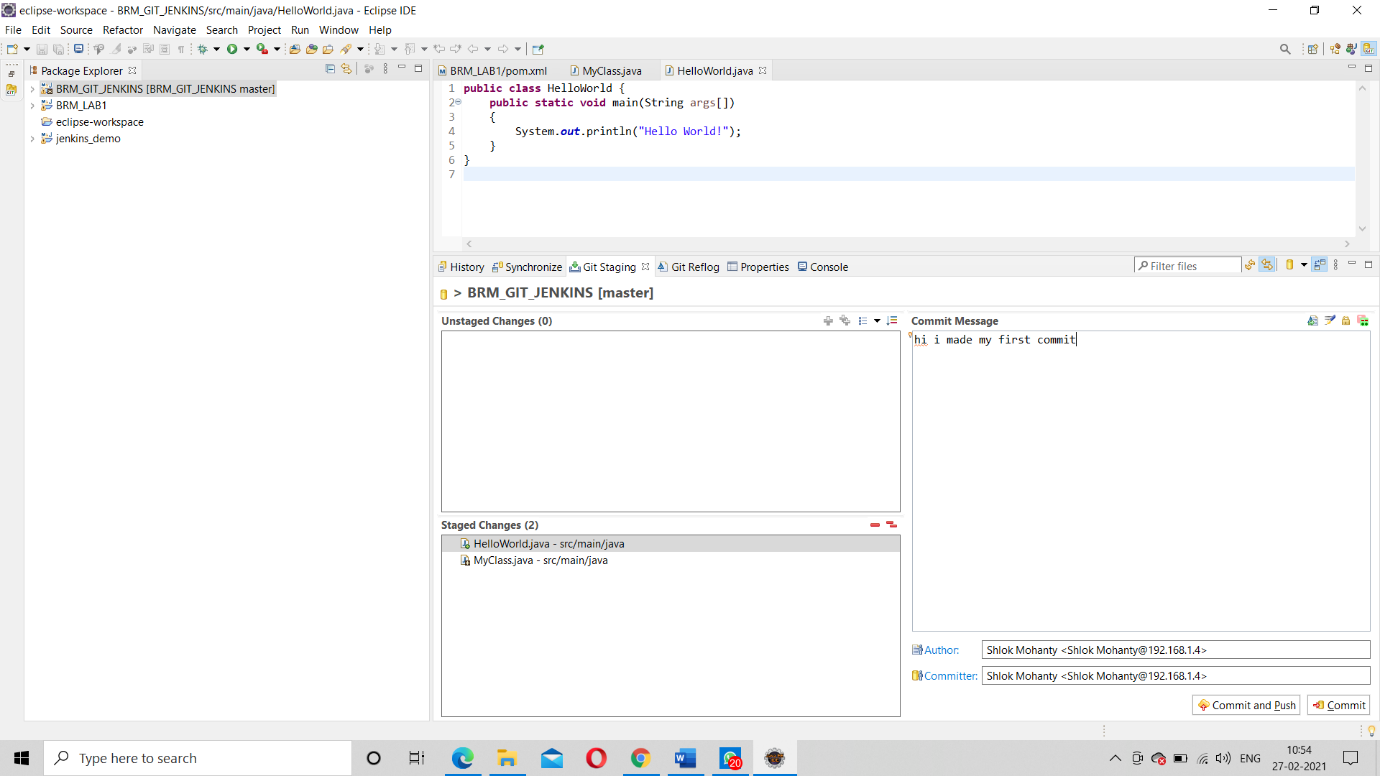 eclipse-workspace - BRM_GIT_JENKINS/src/main/java/HelloWorld.java - Eclipse IDE
File Edit Source Refactor Navigate Search Project Run Window Help
Package Explorer
BRM_GIT_JENKINS [BRM_GIT_JENKINS master]
BRM_LAB1
eclipse-workspace
jenkins_demo
BRM_LAB1/pom.xml MyClass.java HelloWorld.java
1 public class HelloWorld {
2 public static void main(String args[])
3 {
4 System.out.println("Hello World!");
5 }
6 }
7
History Synchronize Git Staging Git Reflog Properties Console Filter files
> BRM_GIT_JENKINS [master]
Unstaged Changes (0)
Staged Changes (2)
HelloWorld.java - src/main/java
MyClass.java - src/main/java
Commit Message
hi i made my first commit
Author: Shlok Mohanty <Shlok Mohanty@192.168.1.4>
Committer: Shlok Mohanty <Shlok Mohanty@192.168.1.4>
Commit and Push Commit
Type here to search
20
ENG
10:54
27-02-2021